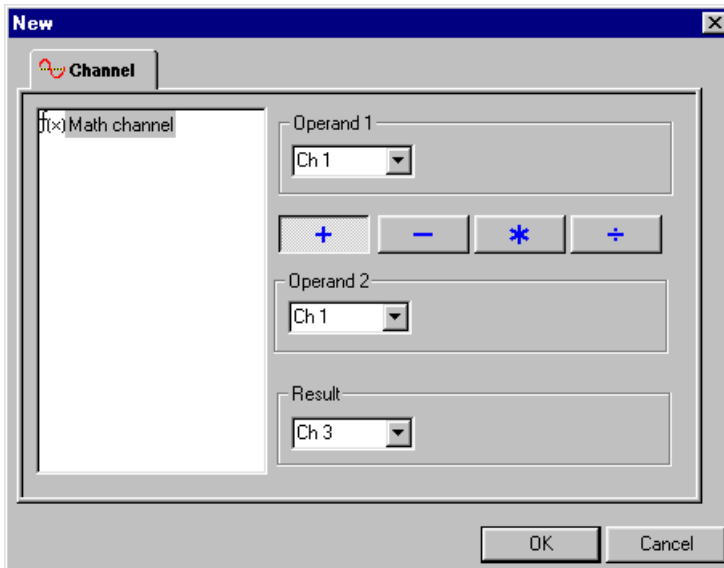 New
Channel
f(x) Math channel
Operand 1
Ch 1
+ − * ÷
Operand 2
Ch 1
Result
Ch 3
OK Cancel